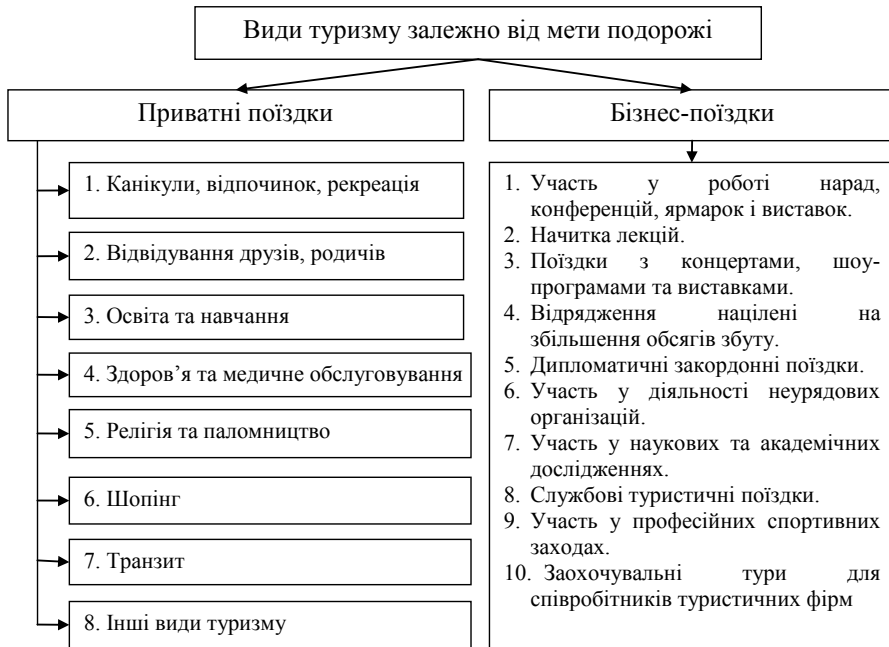 Види туризму залежно від мети подорожі
Приватні поїздки
1. Канікули, відпочинок, рекреація
2. Відвідування друзів, родичів
3. Освіта та навчання
4. Здоров’я та медичне обслуговування
5. Релігія та паломництво
6. Шопінг
7. Транзит
8. Інші види туризму
Бізнес-поїздки
1. Участь у роботі нарад,
конференцій, ярмарок і виставок.
2. Начитка лекцій.
3. Поїздки з концертами, шоу-
програмами та виставками.
4. Відрядження націлені на
збільшення обсягів збуту.
5. Дипломатичні закордонні поїздки.
6. Участь у діяльності неурядових
організацій.
7. Участь у наукових та академічних
дослідженнях.
8. Службові туристичні поїздки.
9. Участь у професійних спортивних
заходах.
10. Заохочувальні тури для
співробітників туристичних фірм